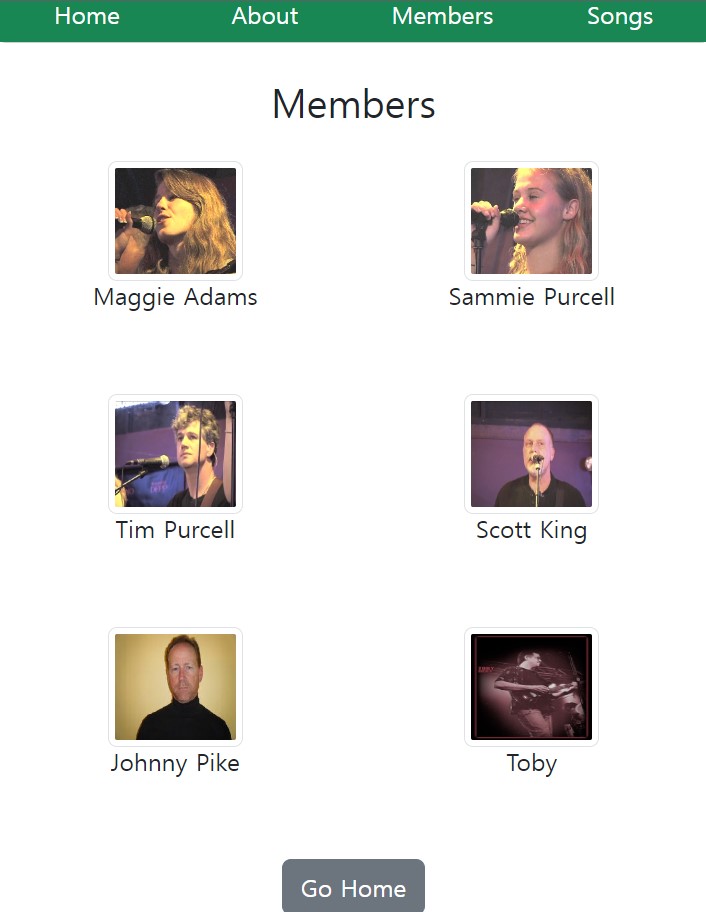 Home About Members Songs
Members
Maggie Adams Sammie Purcell
Tim Purcell Scott King
Johnny Pike Toby
Go Home